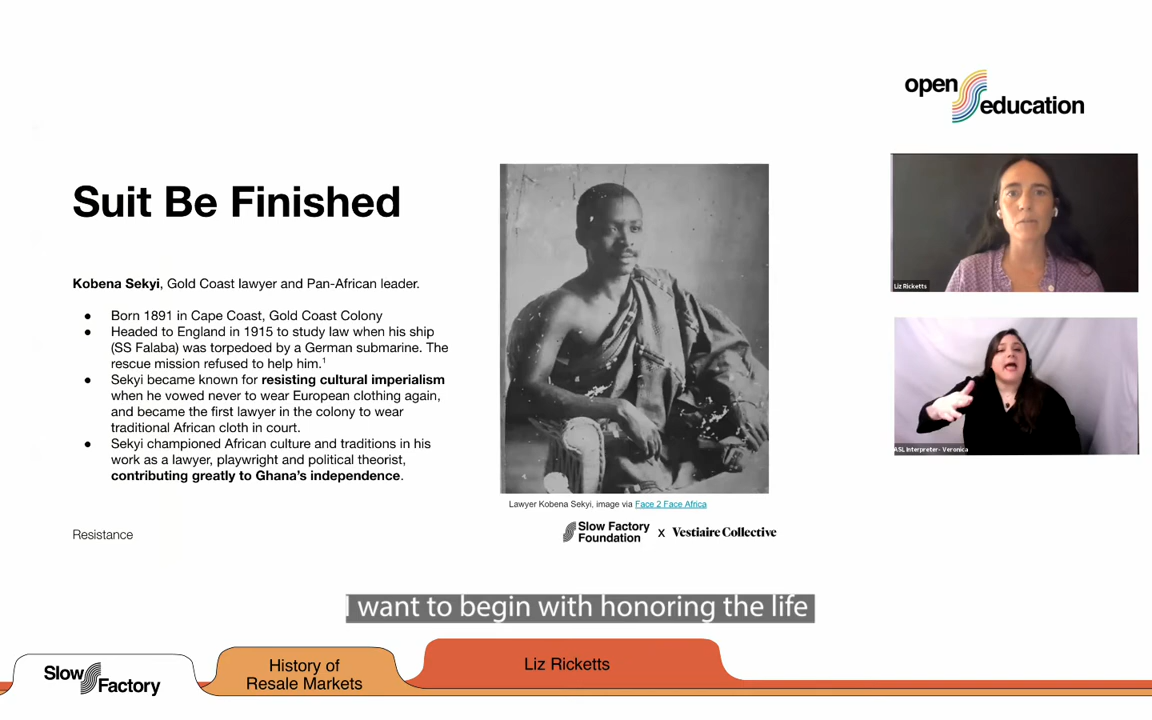 open
education
Suit Be Finished
Kobena Sekyi, Gold Coast lawyer and Pan-African leader.
● Born 1891 in Cape Coast, Gold Coast Colony
● Headed to England in 1915 to study law when his ship
(SS Falaba) was torpedoed by a German submarine. The
rescue mission refused to help him.¹
● Sekyi became known for resisting cultural imperialism
when he vowed never to wear European clothing again,
and became the first lawyer in the colony to wear
traditional African cloth in court.
● Sekyi championed African culture and traditions in his
work as a lawyer, playwright and political theorist,
contributing greatly to Ghana's independence.
Lawyer Kobena Sekyi, image via Face 2 Face Africa
Resistance
Slow Factory
Foundation
x
Vestiaire Collective
Liz Ricketts
ASL Interpreter- Veronica
I want to begin with honoring the life
Slow
Factory
History of
Resale Markets
Liz Ricketts